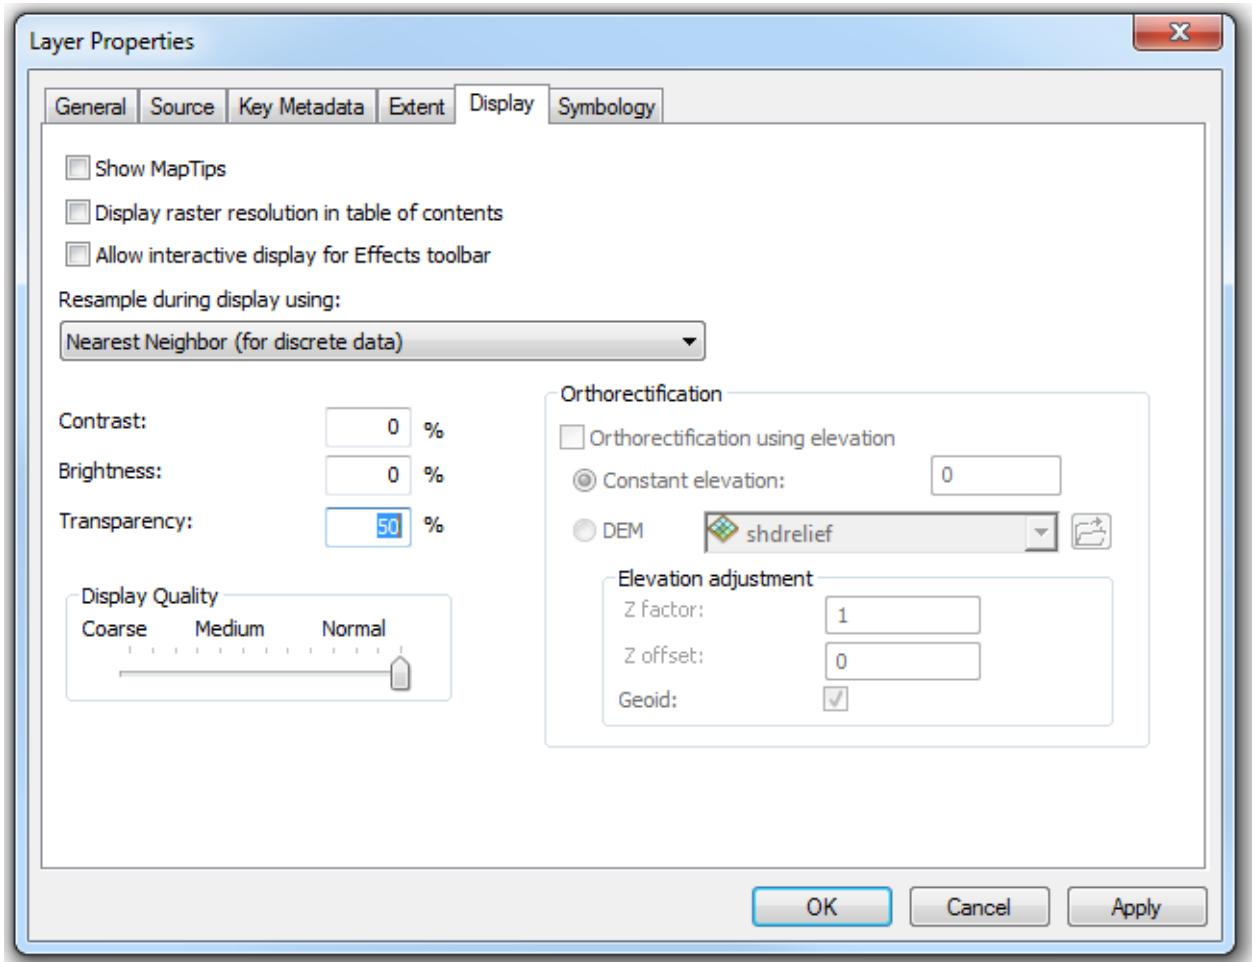 Layer Properties
General Source Key Metadata Extent Display Symbology
Show MapTips
Display raster resolution in table of contents
Allow interactive display for Effects toolbar
Resample during display using:
Nearest Neighbor (for discrete data)
Contrast: 0 %
Brightness: 0 %
Transparency: 50 %
Display Quality
Coarse Medium Normal
Orthorectification
Orthorectification using elevation
Constant elevation: 0
DEM shdrelief
Elevation adjustment
Z factor: 1
Z offset: 0
Geoid:
OK Cancel Apply